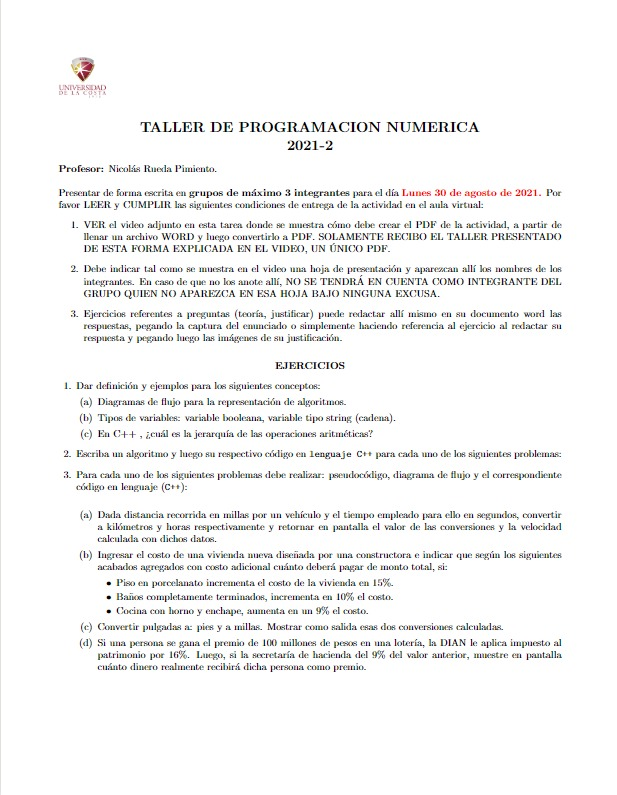 UNIVERSIDAD
DE LA COSTA
TALLER DE PROGRAMACION NUMERICA
2021-2
Profesor: Nicolás Rueda Pimiento.
Presentar de forma escrita en grupos de máximo 3 integrantes para el día Lunes 30 de agosto de 2021. Por
favor LEER y CUMPLIR las siguientes condiciones de entrega de la actividad en el aula virtual:
1. VER el video adjunto en esta tarea donde se muestra cómo debe crear el PDF de la actividad, a partir de
llenar un archivo WORD y luego convertirlo a PDF. SOLAMENTE RECIBO EL TALLER PRESENTADO
DE ESTA FORMA EXPLICADA EN EL VIDEO, UN ÚNICO PDF.
2. Debe indicar tal como se muestra en el video una hoja de presentación y aparezcan allí los nombres de los
integrantes. En caso de que no los anote allí, NO SE TENDRÁ EN CUENTA COMO INTEGRANTE DEL
GRUPO QUIEN NO APAREZCA EN ESA HOJA BAJO NINGUNA EXCUSA.
3. Ejercicios referentes a preguntas (teoría, justificar) puede redactar allí mismo en su documento word las
respuestas, pegando la captura del enunciado o simplemente haciendo referencia al ejercicio al redactar su
respuesta y pegando luego las imágenes de su justificación.
EJERCICIOS
1. Dar definición y ejemplos para los siguientes conceptos:
(a) Diagramas de flujo para la representación de algoritmos.
(b) Tipos de variables: variable booleana, variable tipo string (cadena).
(c) En C++ , ¿cuál es la jerarquía de las operaciones aritméticas?
2. Escriba un algoritmo y luego su respectivo código en lenguaje C++ para cada uno de los siguientes problemas:
3. Para cada uno de los siguientes problemas debe realizar: pseudocódigo, diagrama de flujo y el correspondiente
código en lenguaje (C++):
(a) Dada distancia recorrida en millas por un vehículo y el tiempo empleado para ello en segundos, convertir
a kilómetros y horas respectivamente y retornar en pantalla el valor de las conversiones y la velocidad
calculada con dichos datos.
(b) Ingresar el costo de una vivienda nueva diseñada por una constructora e indicar que según los siguientes
acabados agregados con costo adicional cuánto deberá pagar de monto total, si:
• Piso en porcelanato incrementa el costo de la vivienda en 15%.
• Baños completamente terminados, incrementa en 10% el costo.
• Cocina con horno y enchape, aumenta en un 9% el costo.
(c) Convertir pulgadas a: pies y a millas. Mostrar como salida esas dos conversiones calculadas.
(d) Si una persona se gana el premio de 100 millones de pesos en una lotería, la DIAN le aplica impuesto al
patrimonio por 16%. Luego, si la secretaría de hacienda del 9% del valor anterior, muestre en pantalla
cuánto dinero realmente recibirá dicha persona como premio.